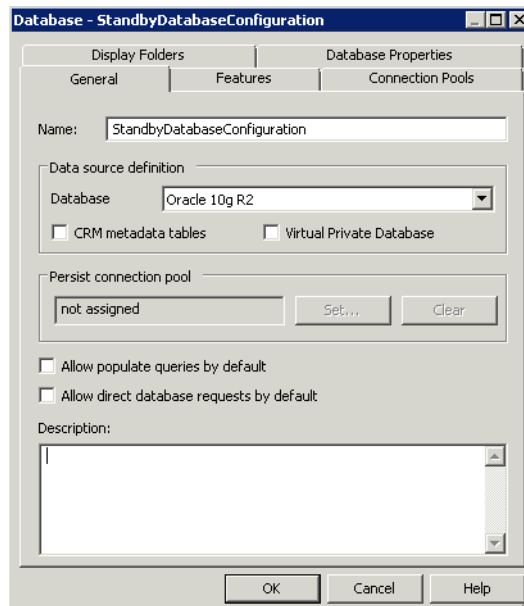 Database - StandbyDatabaseConfiguration
Display Folders Database Properties
General Features Connection Pools
Name: StandbyDatabaseConfiguration
Data source definition
Database Oracle 10g R2
CRM metadata tables Virtual Private Database
Persist connection pool
not assigned Set... Clear
Allow populate queries by default
Allow direct database requests by default
Description:
OK Cancel Help